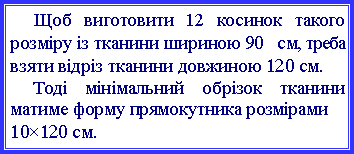 Щоб виготовити 12 косинок такого
розміру із тканини шириною 90 см, треба
взяти відріз тканини довжиною 120 см.
Тоді мінімальний обрізок тканини
матиме форму прямокутника розмірами
10×120 см.